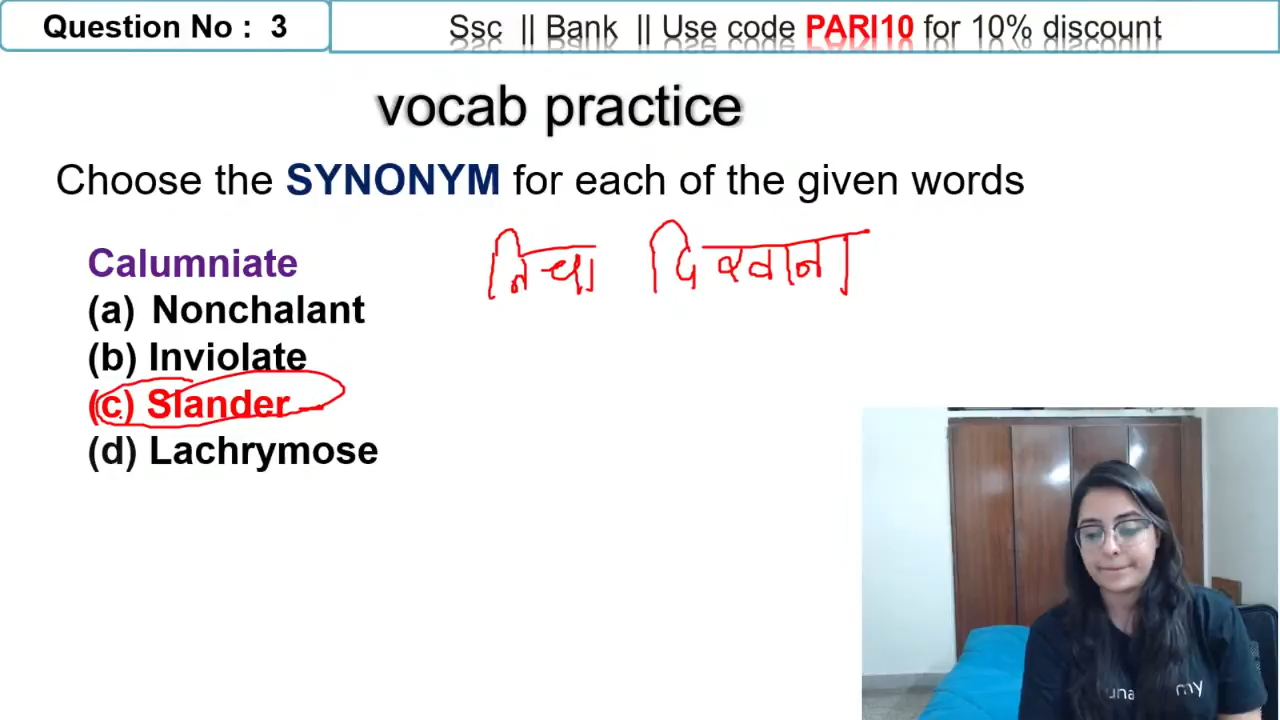 Question No : 3
Ssc || Bank || Use code PARI10 for 10% discount
vocab practice
Choose the SYNONYM for each of the given words
Calumniate
निचा दिखाना
(a) Nonchalant
(b) Inviolate
(c) Slander
(d) Lachrymose